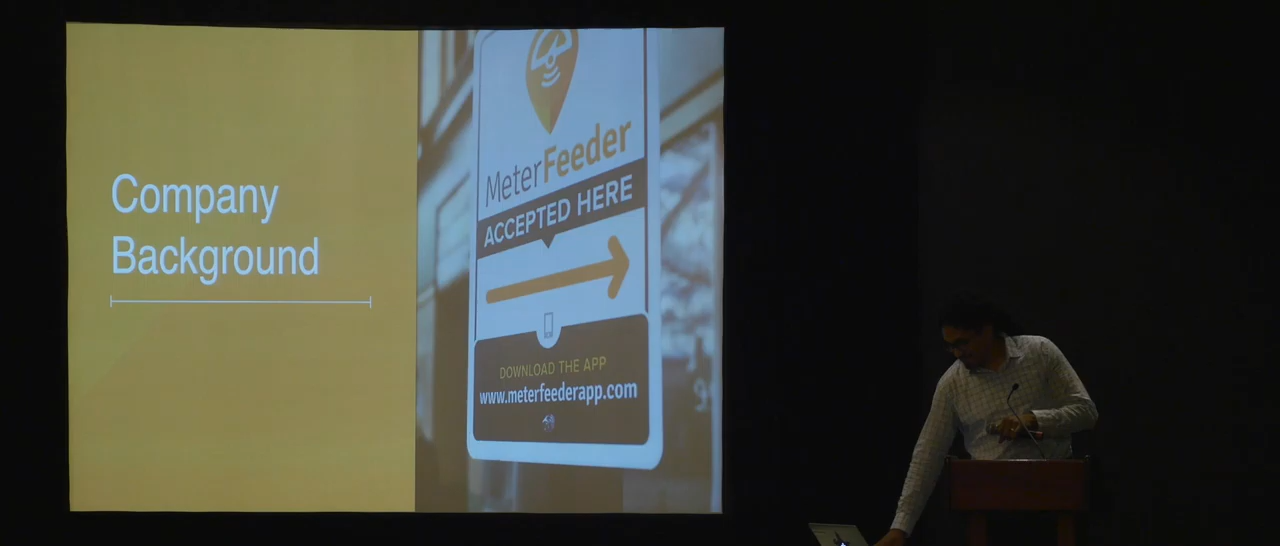 Company
Background
MeterFeeder
ACCEPTED HERE
DOWNLOAD THE APP
www.meterfeederapp.com